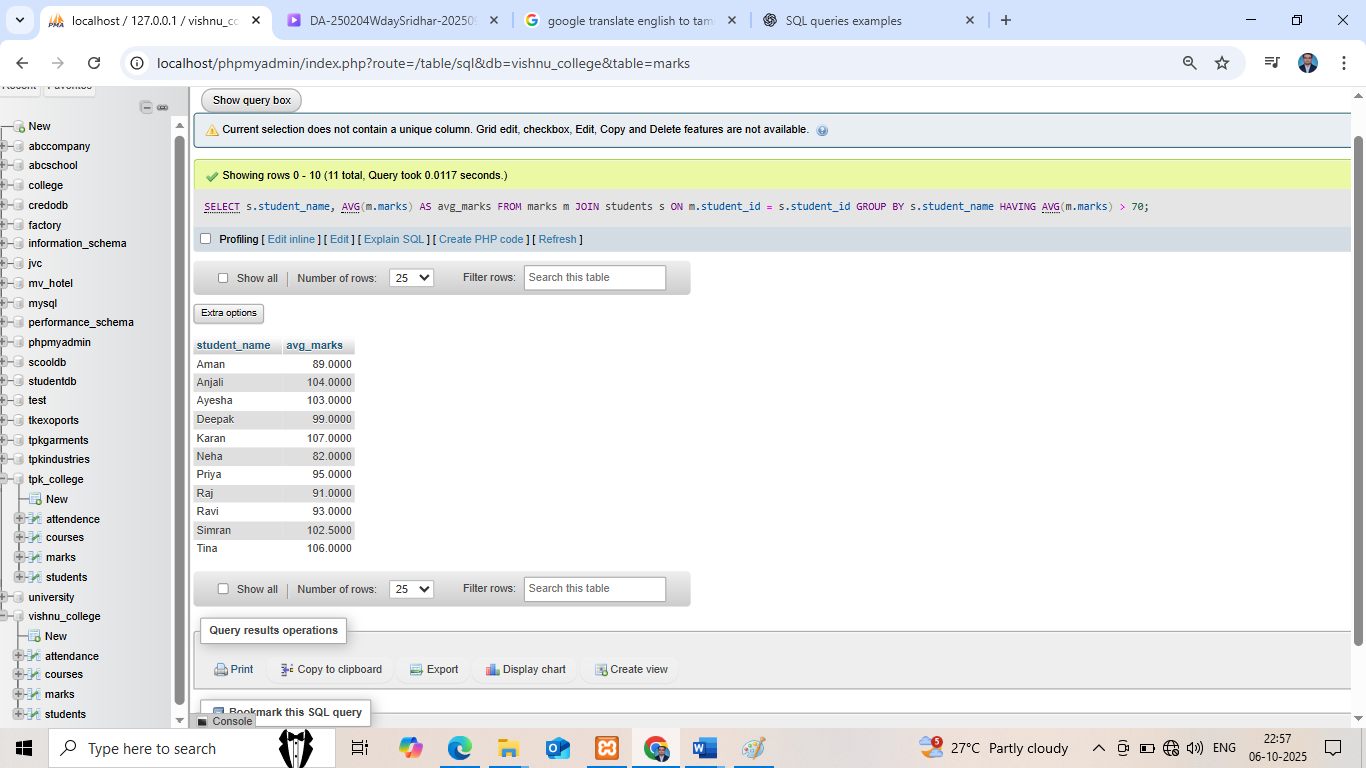 localhost / 127.0.0.1 / vishnu_co
DA-250204WdaySridhar-202505
google translate english to tami
SQL queries examples
localhost/phpmyadmin/index.php?route=/table/sql&db=vishnu_college&table=marks
Recent Favorites
New
abccompany
abcschool
college
credodb
factory
information_schema
jvc
mv_hotel
mysql
performance_schema
phpmyadmin
scooldb
studentdb
test
tkexoports
tpkgarments
tpkindustries
tpk_college
New
attendence
courses
marks
students
university
vishnu_college
New
attendance
courses
marks
students
Show query box
Current selection does not contain a unique column. Grid edit, checkbox, Edit, Copy and Delete features are not available.
Showing rows 0 - 10 (11 total, Query took 0.0117 seconds.)
SELECT s.student_name, AVG(m.marks) AS avg_marks FROM marks m JOIN students s ON m.student_id = s.student_id GROUP BY s.student_name HAVING AVG(m.marks) > 70;
Profiling [ Edit inline ] [ Edit ] [ Explain SQL ] [ Create PHP code ] [ Refresh ]
Show all Number of rows: 25 Filter rows: Search this table
Extra options
student_name avg_marks
Aman 89.0000
Anjali 104.0000
Ayesha 103.0000
Deepak 99.0000
Karan 107.0000
Neha 82.0000
Priya 95.0000
Raj 91.0000
Ravi 93.0000
Simran 102.5000
Tina 106.0000
Show all Number of rows: 25 Filter rows: Search this table
Query results operations
Print Copy to clipboard Export Display chart Create view
Bookmark this SQL query
Console
Type here to search
5
27°C Partly cloudy
ENG
22:57
06-10-2025